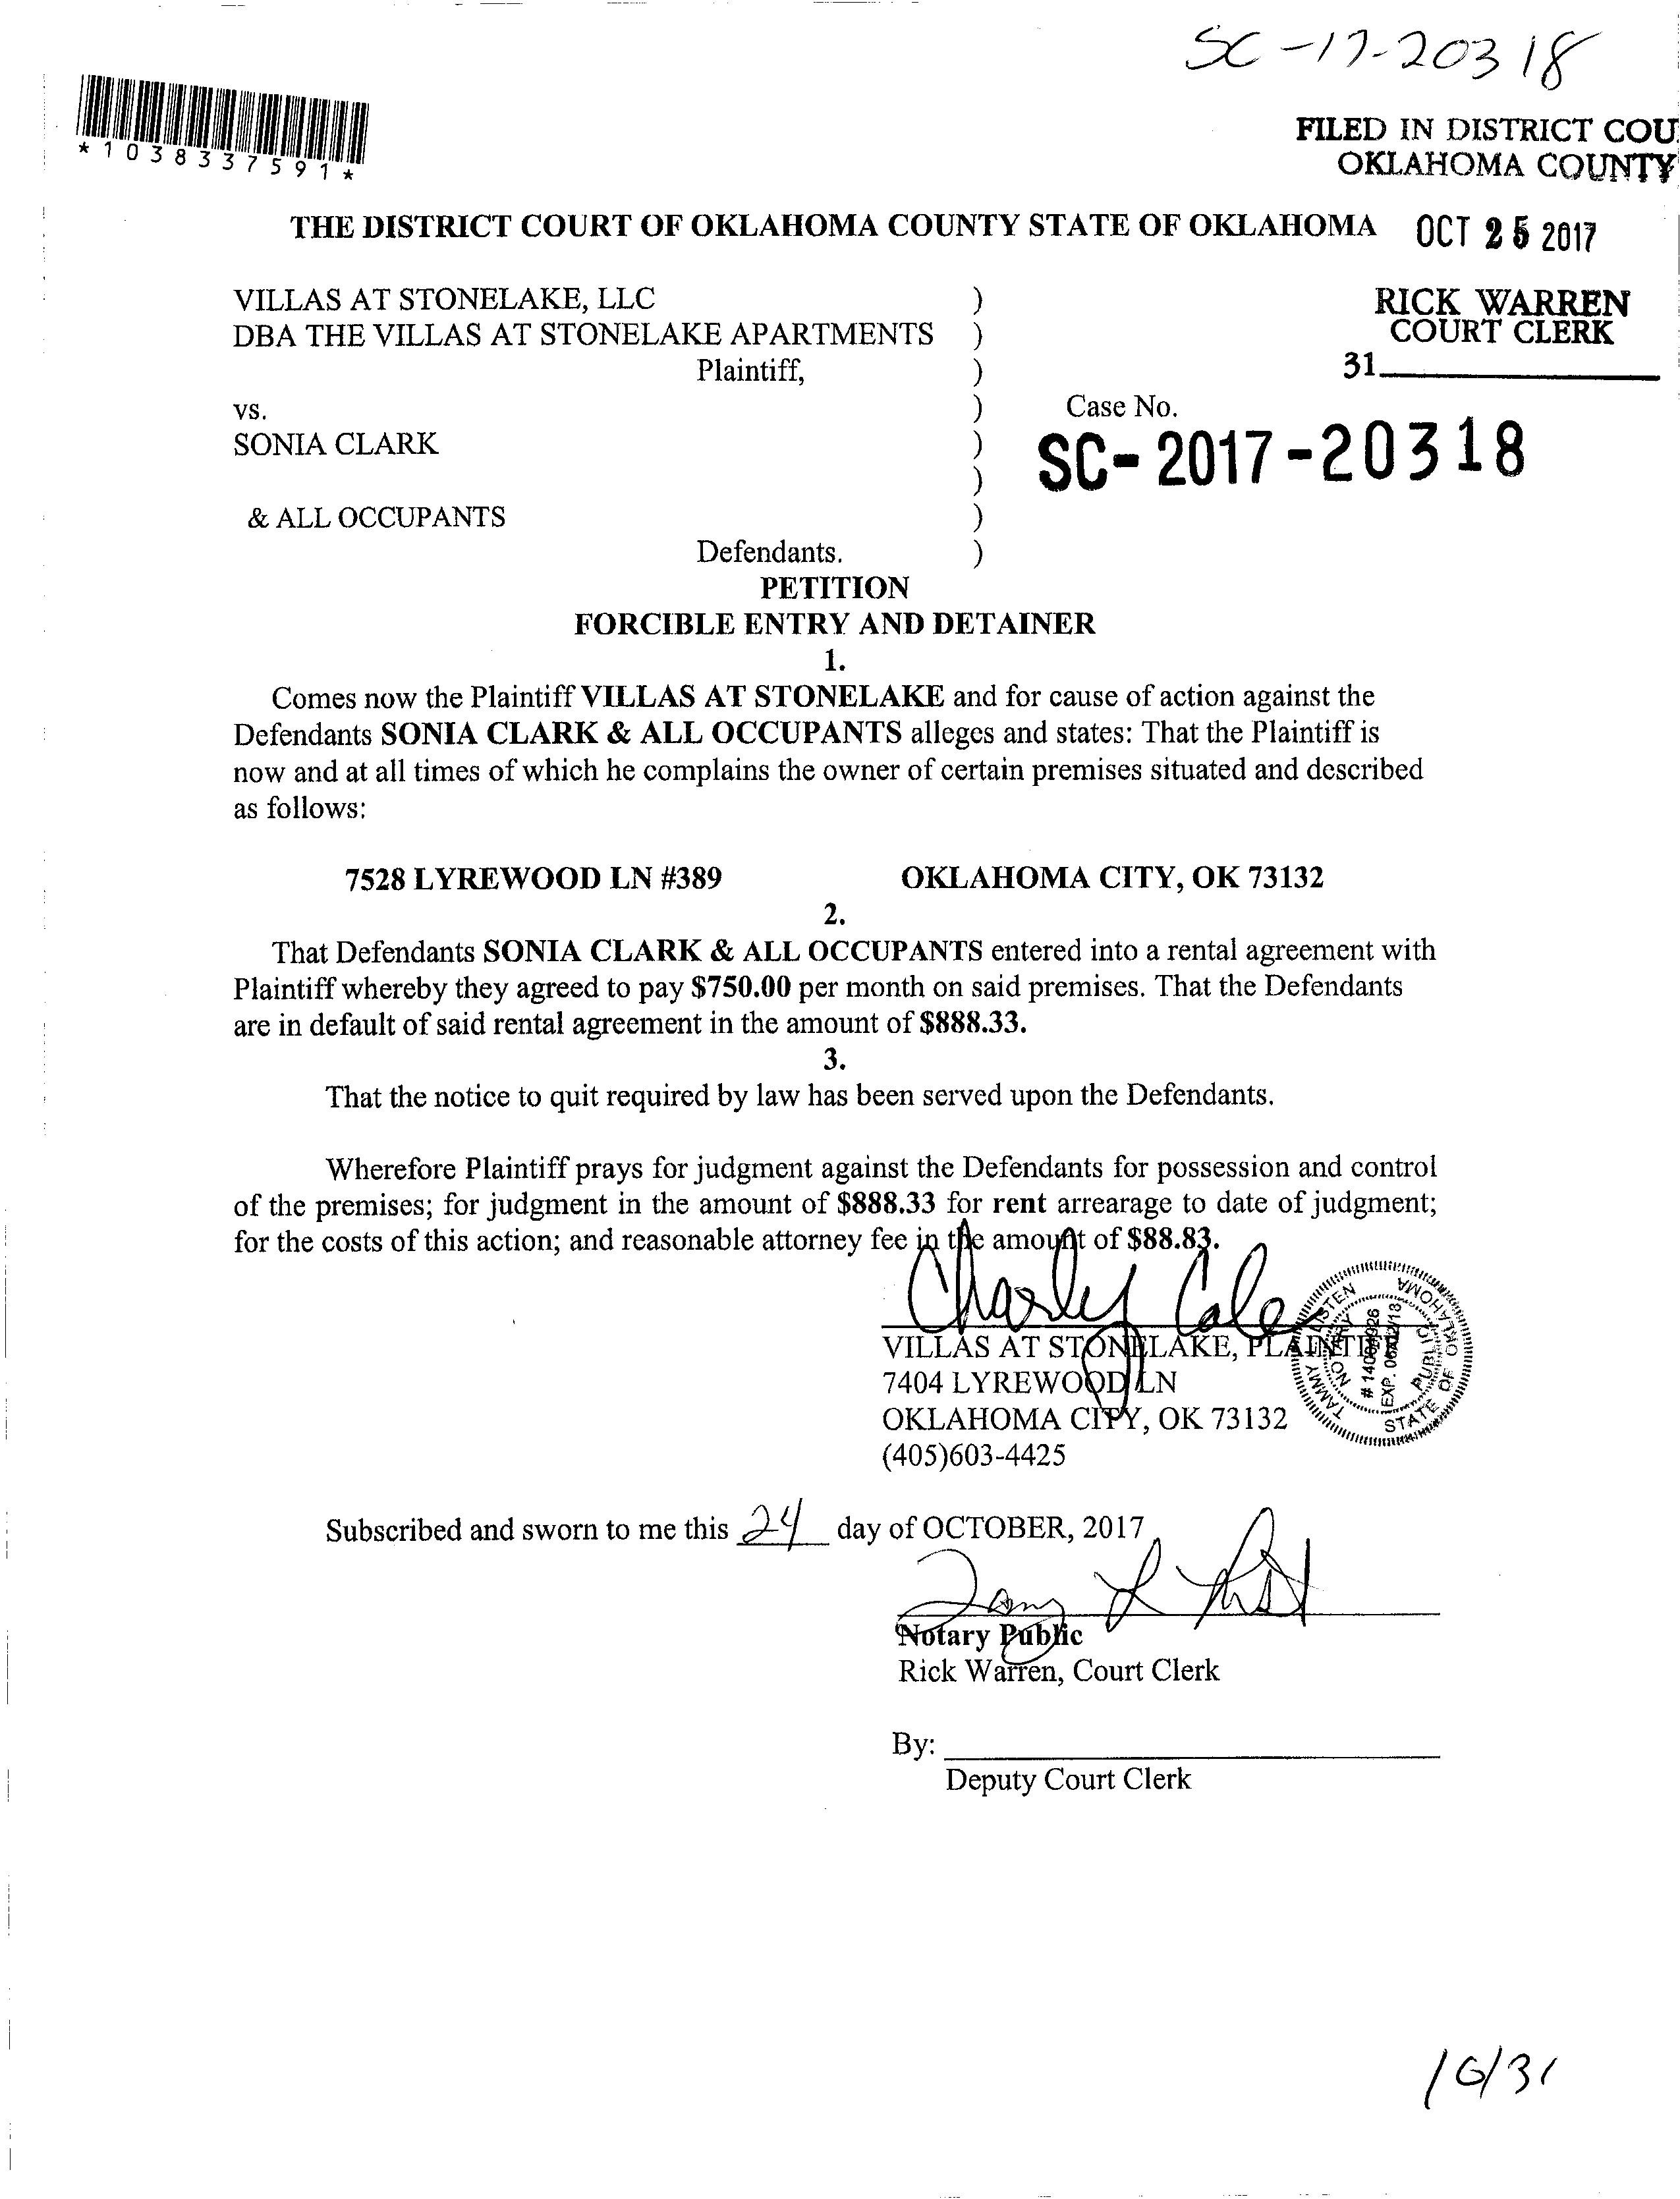 SC-17-20318
*1038337591*
FILED IN DISTRICT COU
OKLAHOMA COUNTY
THE DISTRICT COURT OF OKLAHOMA COUNTY STATE OF OKLAHOMA
OCT 25 2017
VILLAS AT STONELAKE, LLC )
RICK WARREN
DBA THE VILLAS AT STONELAKE APARTMENTS )
COURT CLERK
Plaintiff, )
31
vs. )
Case No.
SONIA CLARK )
SC-2017-20318
)
& ALL OCCUPANTS )
Defendants. )
PETITION
FORCIBLE ENTRY AND DETAINER
1.
Comes now the Plaintiff VILLAS AT STONELAKE and for cause of action against the
Defendants SONIA CLARK & ALL OCCUPANTS alleges and states: That the Plaintiff is
now and at all times of which he complains the owner of certain premises situated and described
as follows:
7528 LYREWOOD LN #389 OKLAHOMA CITY, OK 73132
2.
That Defendants SONIA CLARK & ALL OCCUPANTS entered into a rental agreement with
Plaintiff whereby they agreed to pay $750.00 per month on said premises. That the Defendants
are in default of said rental agreement in the amount of $888.33.
3.
That the notice to quit required by law has been served upon the Defendants.
Wherefore Plaintiff prays for judgment against the Defendants for possession and control
of the premises; for judgment in the amount of $888.33 for rent arrearage to date of judgment;
for the costs of this action; and reasonable attorney fee in the amount of $88.83.
Charley Cale
VILLAS AT STONELAKE, PLAINTIFF
7404 LYREWOOD LN
OKLAHOMA CITY, OK 73132
(405)603-4425
TAMMY LISTEN
NOTARY PUBLIC
STATE OF OKLAHOMA
Subscribed and sworn to me this 24 day of OCTOBER, 2017
Notary Public
Rick Warren, Court Clerk
By:
Deputy Court Clerk
10/31